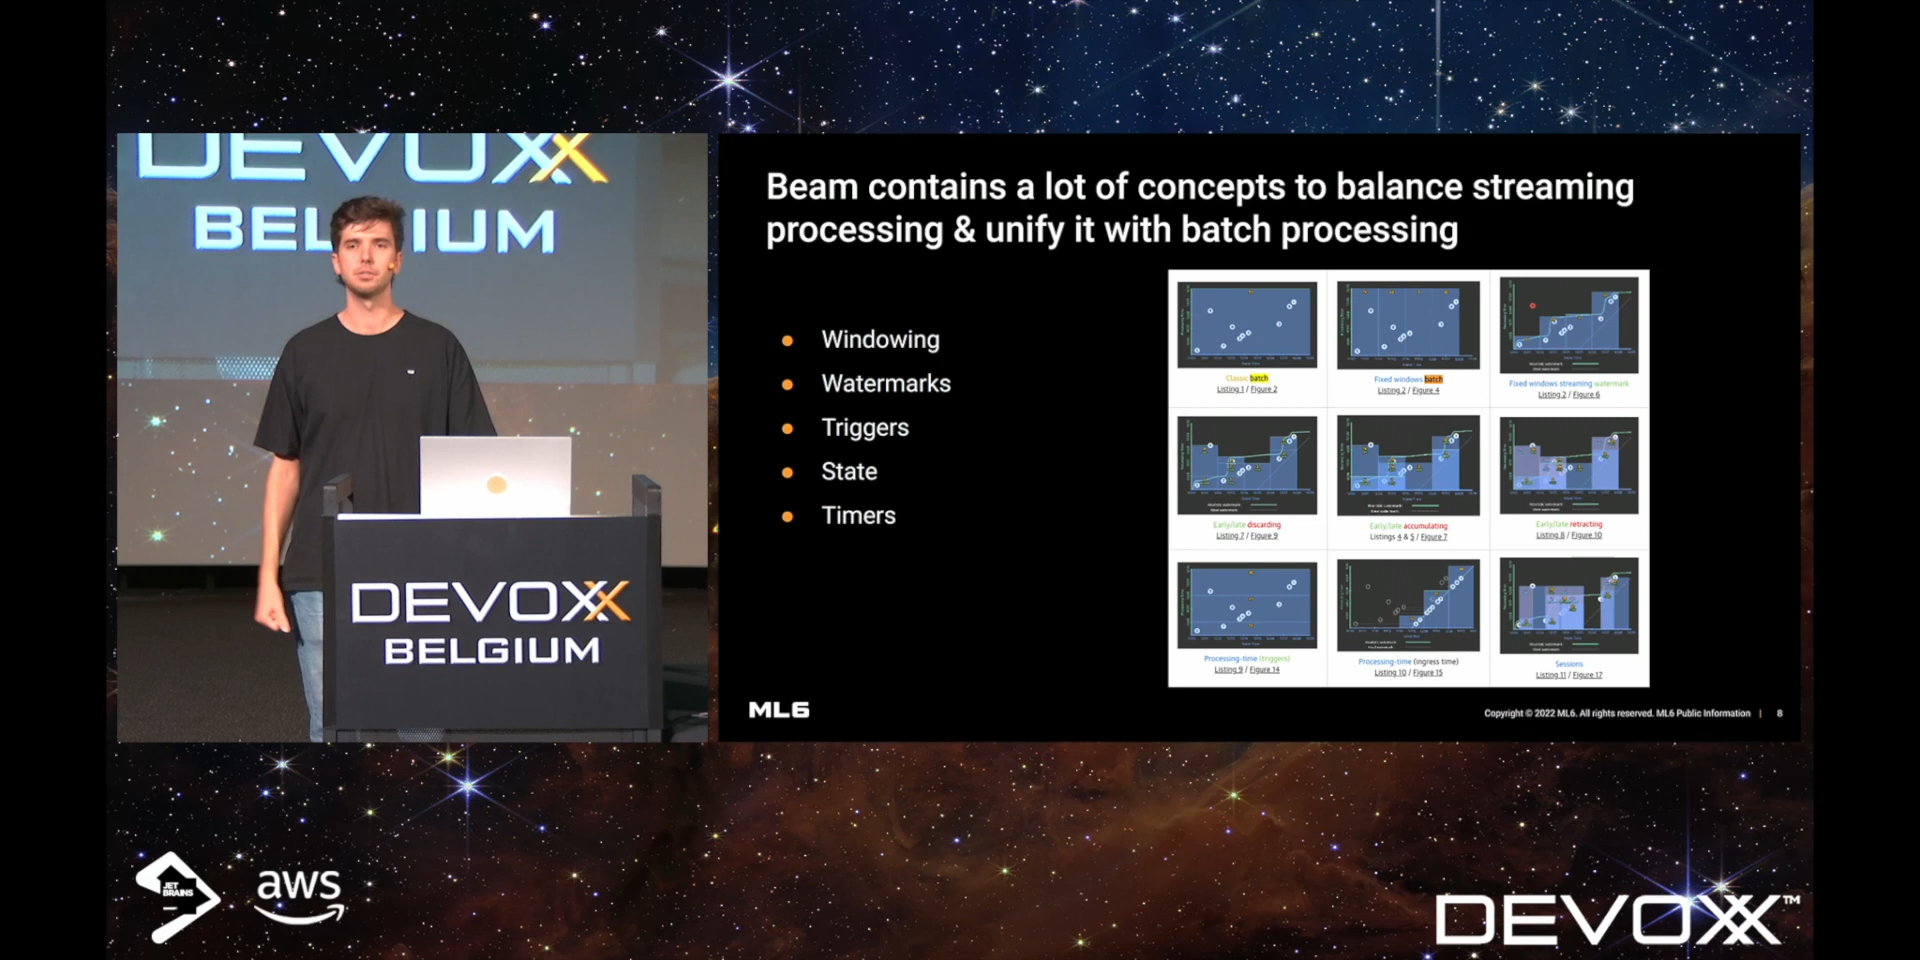 DEVOXX
BELGIUM
DEVOXX
BELGIUM
Beam contains a lot of concepts to balance streaming
processing & unify it with batch processing
Windowing
Watermarks
Triggers
State
Timers
Classic batch
Listing 1 / Figure 2
Fixed windows batch
Listing 2 / Figure 4
Fixed windows streaming watermark
Listing 2 / Figure 6
Early/late discarding
Listing 7 / Figure 9
Early/late accumulating
Listings 4 & 5 / Figure 7
Early/late retracting
Listing 8 / Figure 10
Processing-time (triggers)
Listing 9 / Figure 14
Processing-time (ingress time)
Listing 10 / Figure 15
Sessions
Listing 11 / Figure 17
ML6
Copyright © 2022 ML6. All rights reserved. ML6 Public Information | 8
JET
BRAINS
aws
DEVOXX™